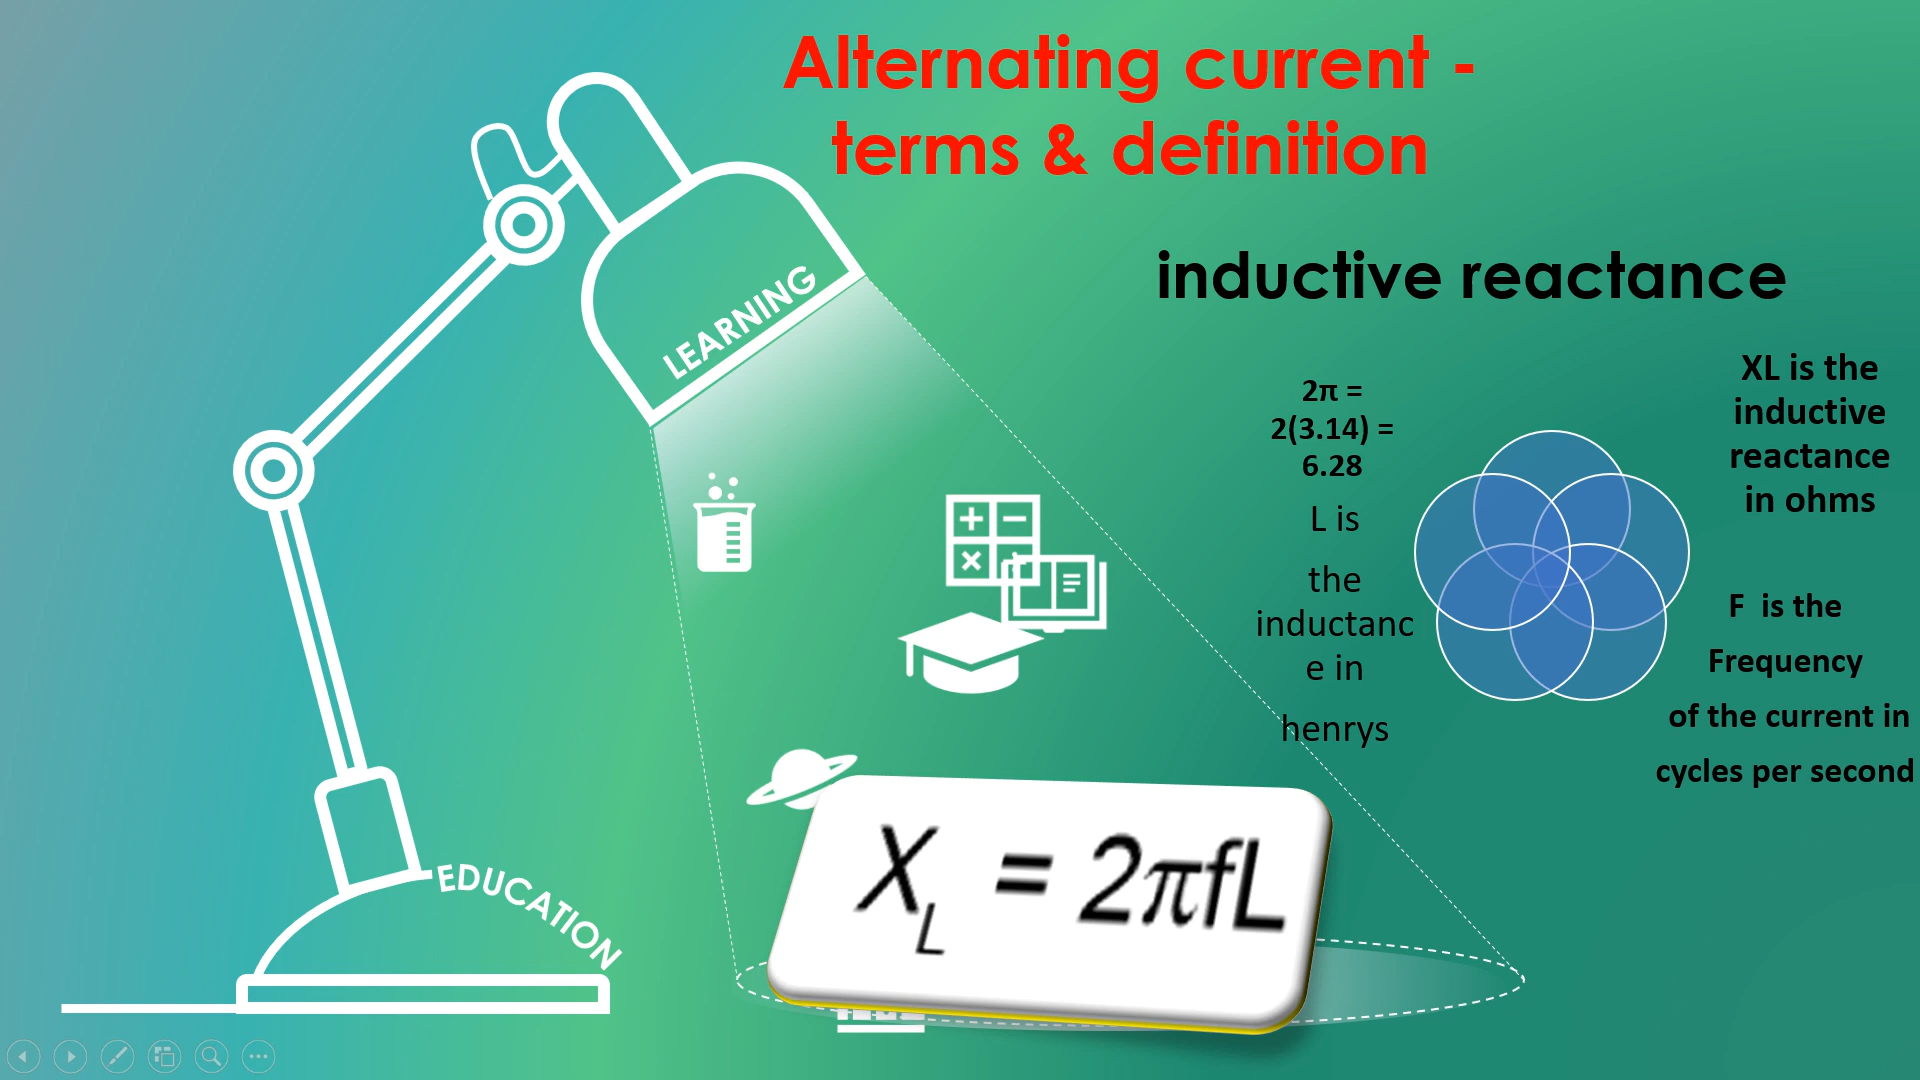 Alternating current -
terms & definition
inductive reactance
LEARNING
EDUCATION
2π =
2(3.14) =
6.28
L is
the
inductanc
e in
henrys
XL is the
inductive
reactance
in ohms
F  is the
Frequency
of the current in
cycles per second
X_L = 2πfL